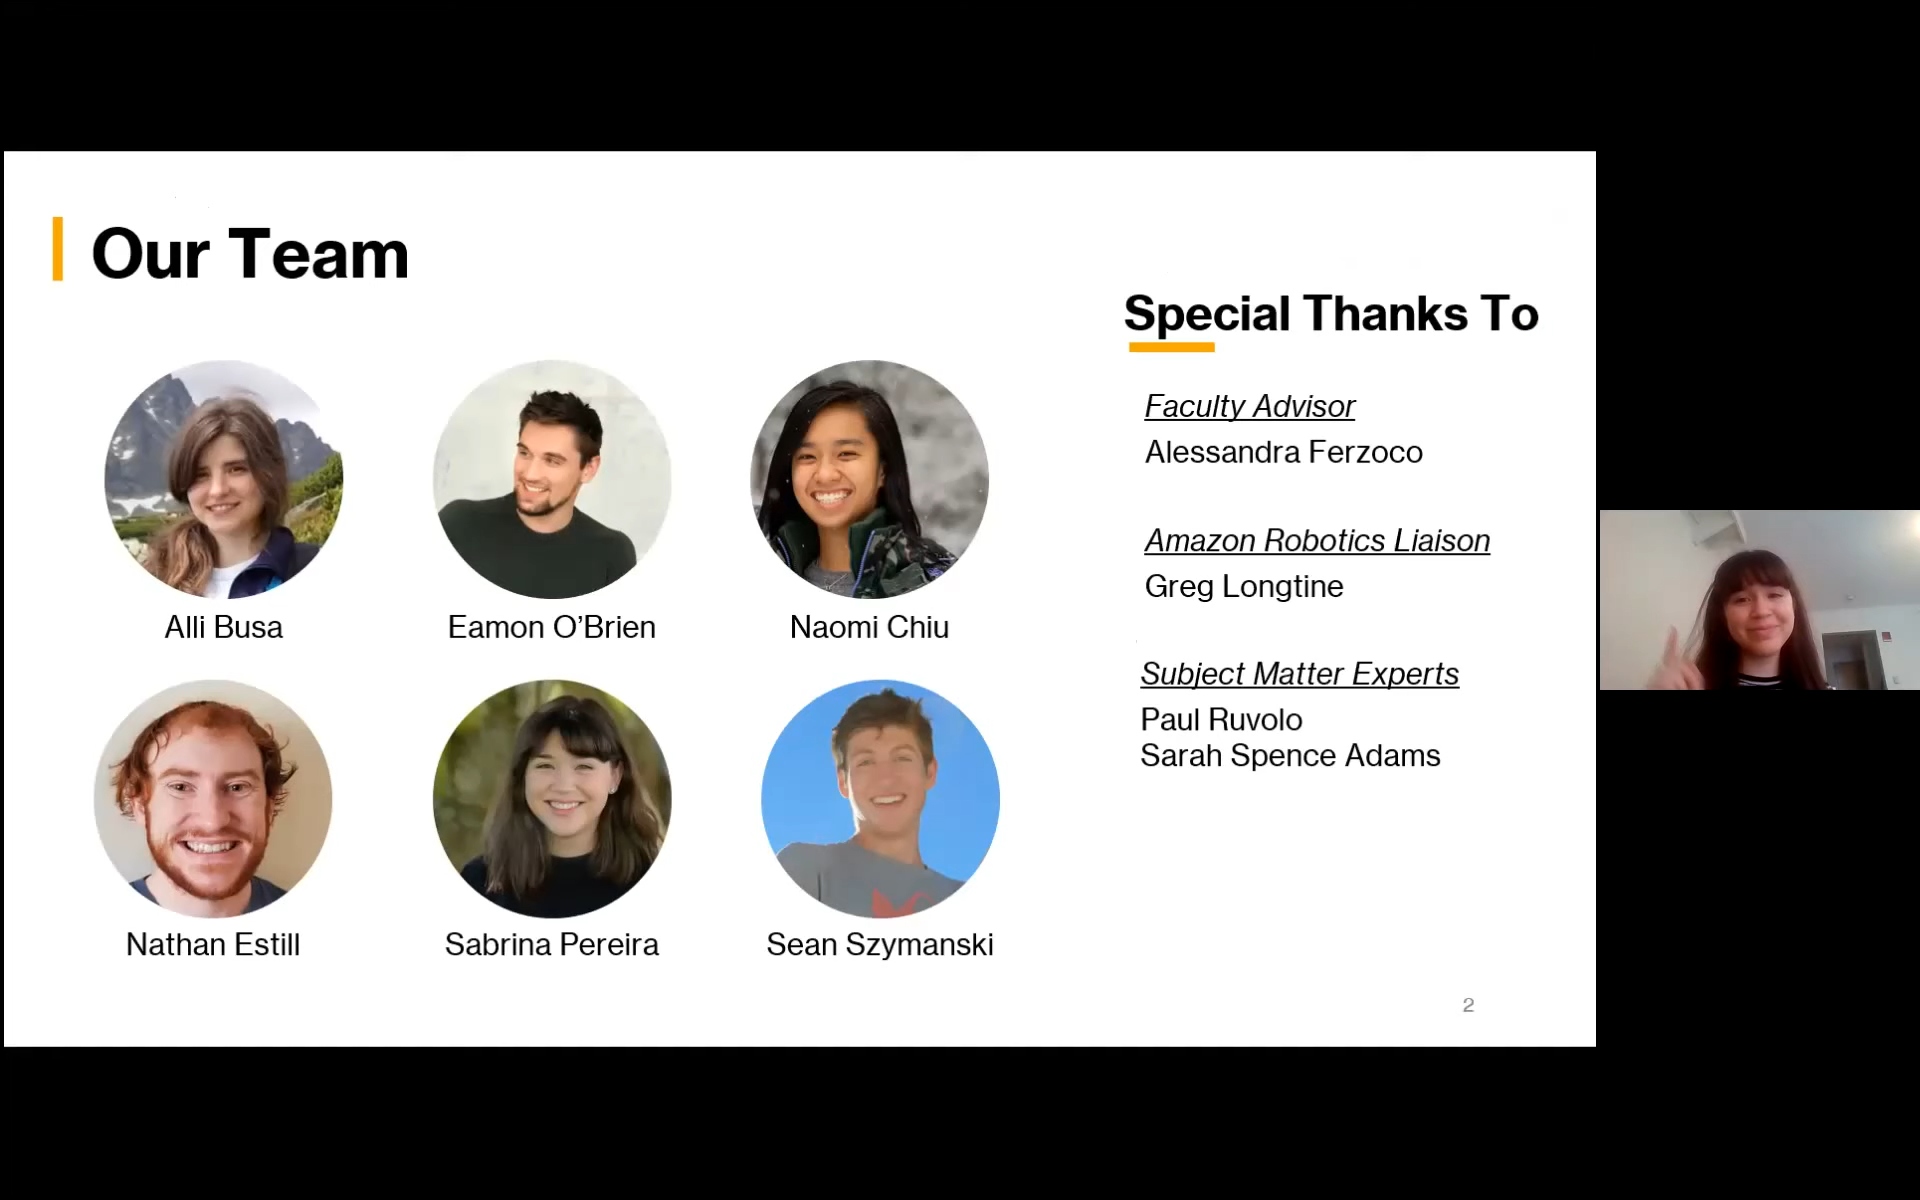 Our Team
Alli Busa
Eamon O’Brien
Naomi Chiu
Nathan Estill
Sabrina Pereira
Sean Szymanski
Special Thanks To
Faculty Advisor
Alessandra Ferzoco
Amazon Robotics Liaison
Greg Longtine
Subject Matter Experts
Paul Ruvolo
Sarah Spence Adams
2